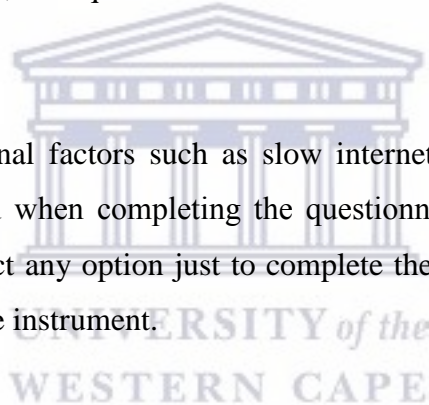 nal factors such as slow internet
when completing the questionn
ct any option just to complete the
e instrument.
UNIVERSITY of the
WESTERN CAPE